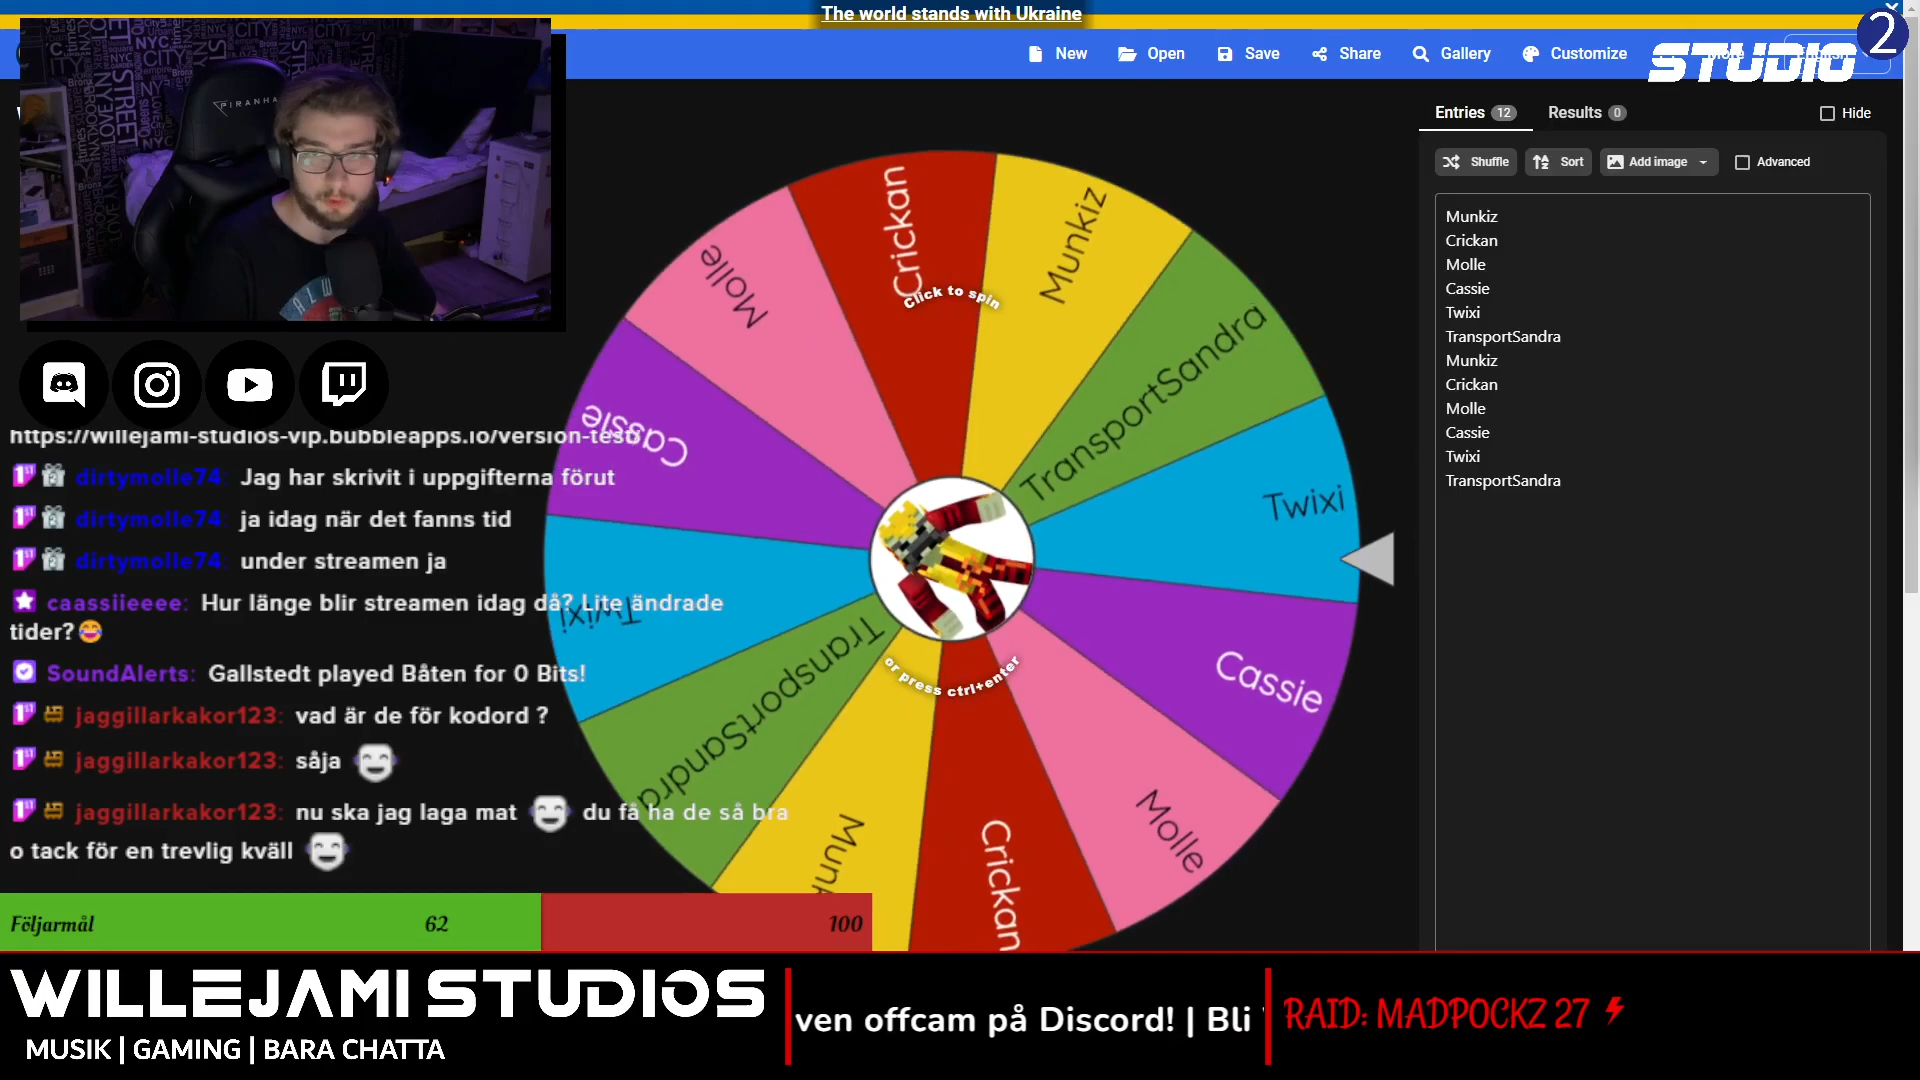 The world stands with Ukraine
New
Open
Save
Share
Gallery
Customize
STUDIO 2
PIRANHA
Entries 12
Results 0
Hide
Shuffle
Sort
Add image
Advanced
Munkiz
Crickan
Molle
Cassie
Twixi
TransportSandra
Munkiz
Crickan
Molle
Cassie
Twixi
TransportSandra
Crickan
Munkiz
TransportSandra
Twixi
Cassie
Molle
Crickan
TransportSandra
Twixi
Cassie
Molle
Click to spin
or press ctrl+enter
https://willejami-studios-vip.bubbleapps.io/version-test/
dirtymolle74: Jag har skrivit i uppgifterna förut
dirtymolle74: ja idag när det fanns tid
dirtymolle74: under streamen ja
caassiieeee: Hur länge blir streamen idag då? Lite ändrade
tider?😂
SoundAlerts: Gallstedt played Båten for 0 Bits!
jaggillarkakor123: vad är de för kodord ?
jaggillarkakor123: såja
jaggillarkakor123: nu ska jag laga mat du få ha de så bra
o tack för en trevlig kväll
Följarmål 62 100
WILLEJAMI STUDIOS
MUSIK | GAMING | BARA CHATTA
ven offcam på Discord! | Bli
RAID: MADPOCKZ 27